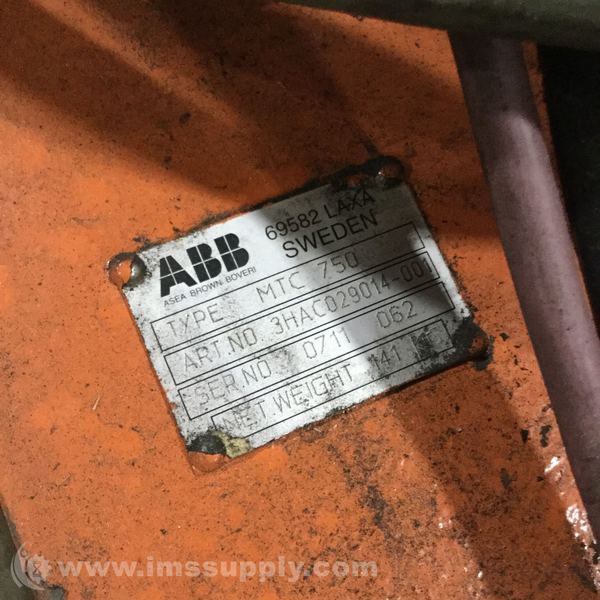 ABB
ASEA BROWN BOVERI
69582 LAXA
SWEDEN
TYPE MTC 750
ART.NO 3HAC029014-001
SER.NO 0711 062
NET.WEIGHT 141
www.imssupply.com